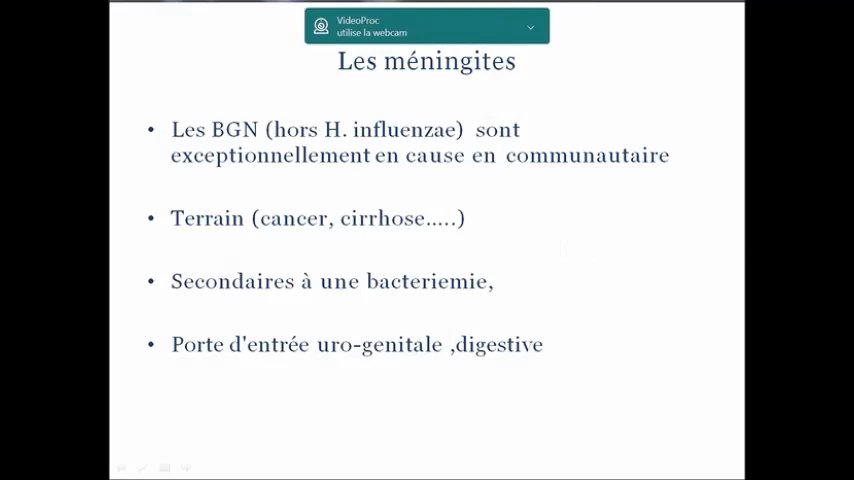 VideoProc
utilise la webcam
Les méningites
• Les BGN (hors H. influenzae) sont
exceptionnellement en cause en communautaire
• Terrain (cancer, cirrhose.....)
• Secondaires à une bacteriemie,
• Porte d'entrée uro-genitale ,digestive